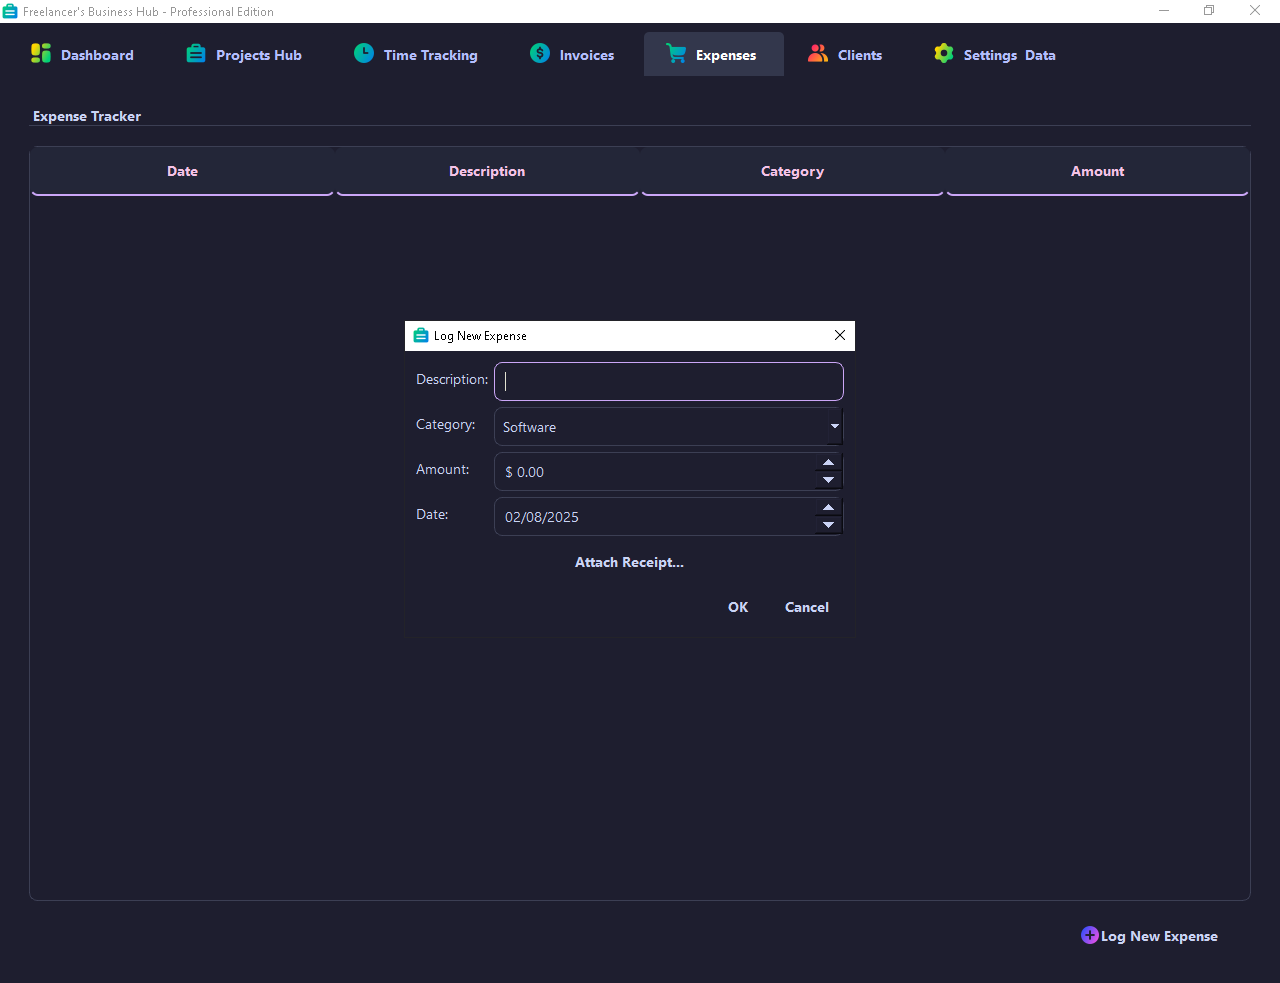 Freelancer's Business Hub - Professional Edition
Dashboard Projects Hub Time Tracking Invoices Expenses Clients Settings Data
Expense Tracker
Date Description Category Amount
Log New Expense
Description:
Category: Software
Amount: $ 0.00
Date: 02/08/2025
Attach Receipt...
OK Cancel
Log New Expense